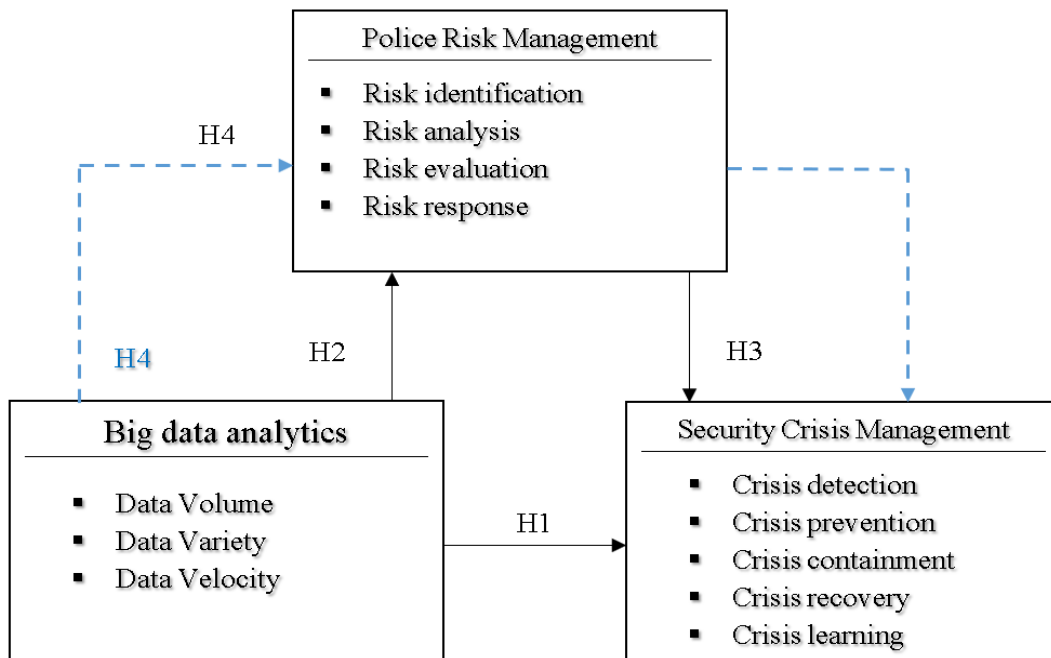 Police Risk Management
▪ Risk identification
▪ Risk analysis
▪ Risk evaluation
▪ Risk response
H4
H4
H2
H3
Big data analytics
▪ Data Volume
▪ Data Variety
▪ Data Velocity
H1
Security Crisis Management
▪ Crisis detection
▪ Crisis prevention
▪ Crisis containment
▪ Crisis recovery
▪ Crisis learning